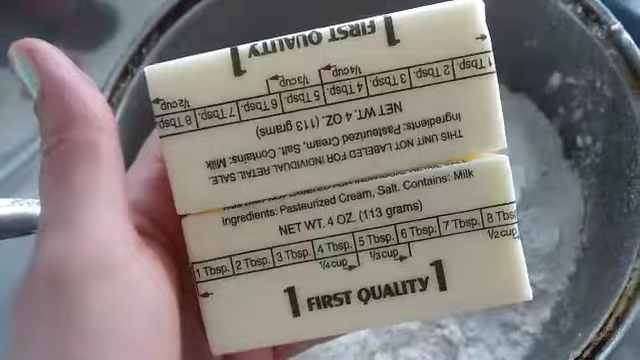 1 FIRST QUALITY 1
1/2 cup 1/3 cup 1/4 cup
8 Tbsp. 7 Tbsp. 6 Tbsp. 5 Tbsp. 4 Tbsp. 3 Tbsp. 2 Tbsp. 1 Tbsp.
NET WT. 4 OZ. (113 grams)
Ingredients: Pasteurized Cream, Salt. Contains: Milk
THIS UNIT NOT LABELED FOR INDIVIDUAL RETAIL SALE
Ingredients: Pasteurized Cream, Salt. Contains: Milk
NET WT. 4 OZ. (113 grams)
1 Tbsp. 2 Tbsp. 3 Tbsp. 4 Tbsp. 5 Tbsp. 6 Tbsp. 7 Tbsp. 8 Tbsp
1/4 cup 1/3 cup 1/2 cup
1 FIRST QUALITY 1